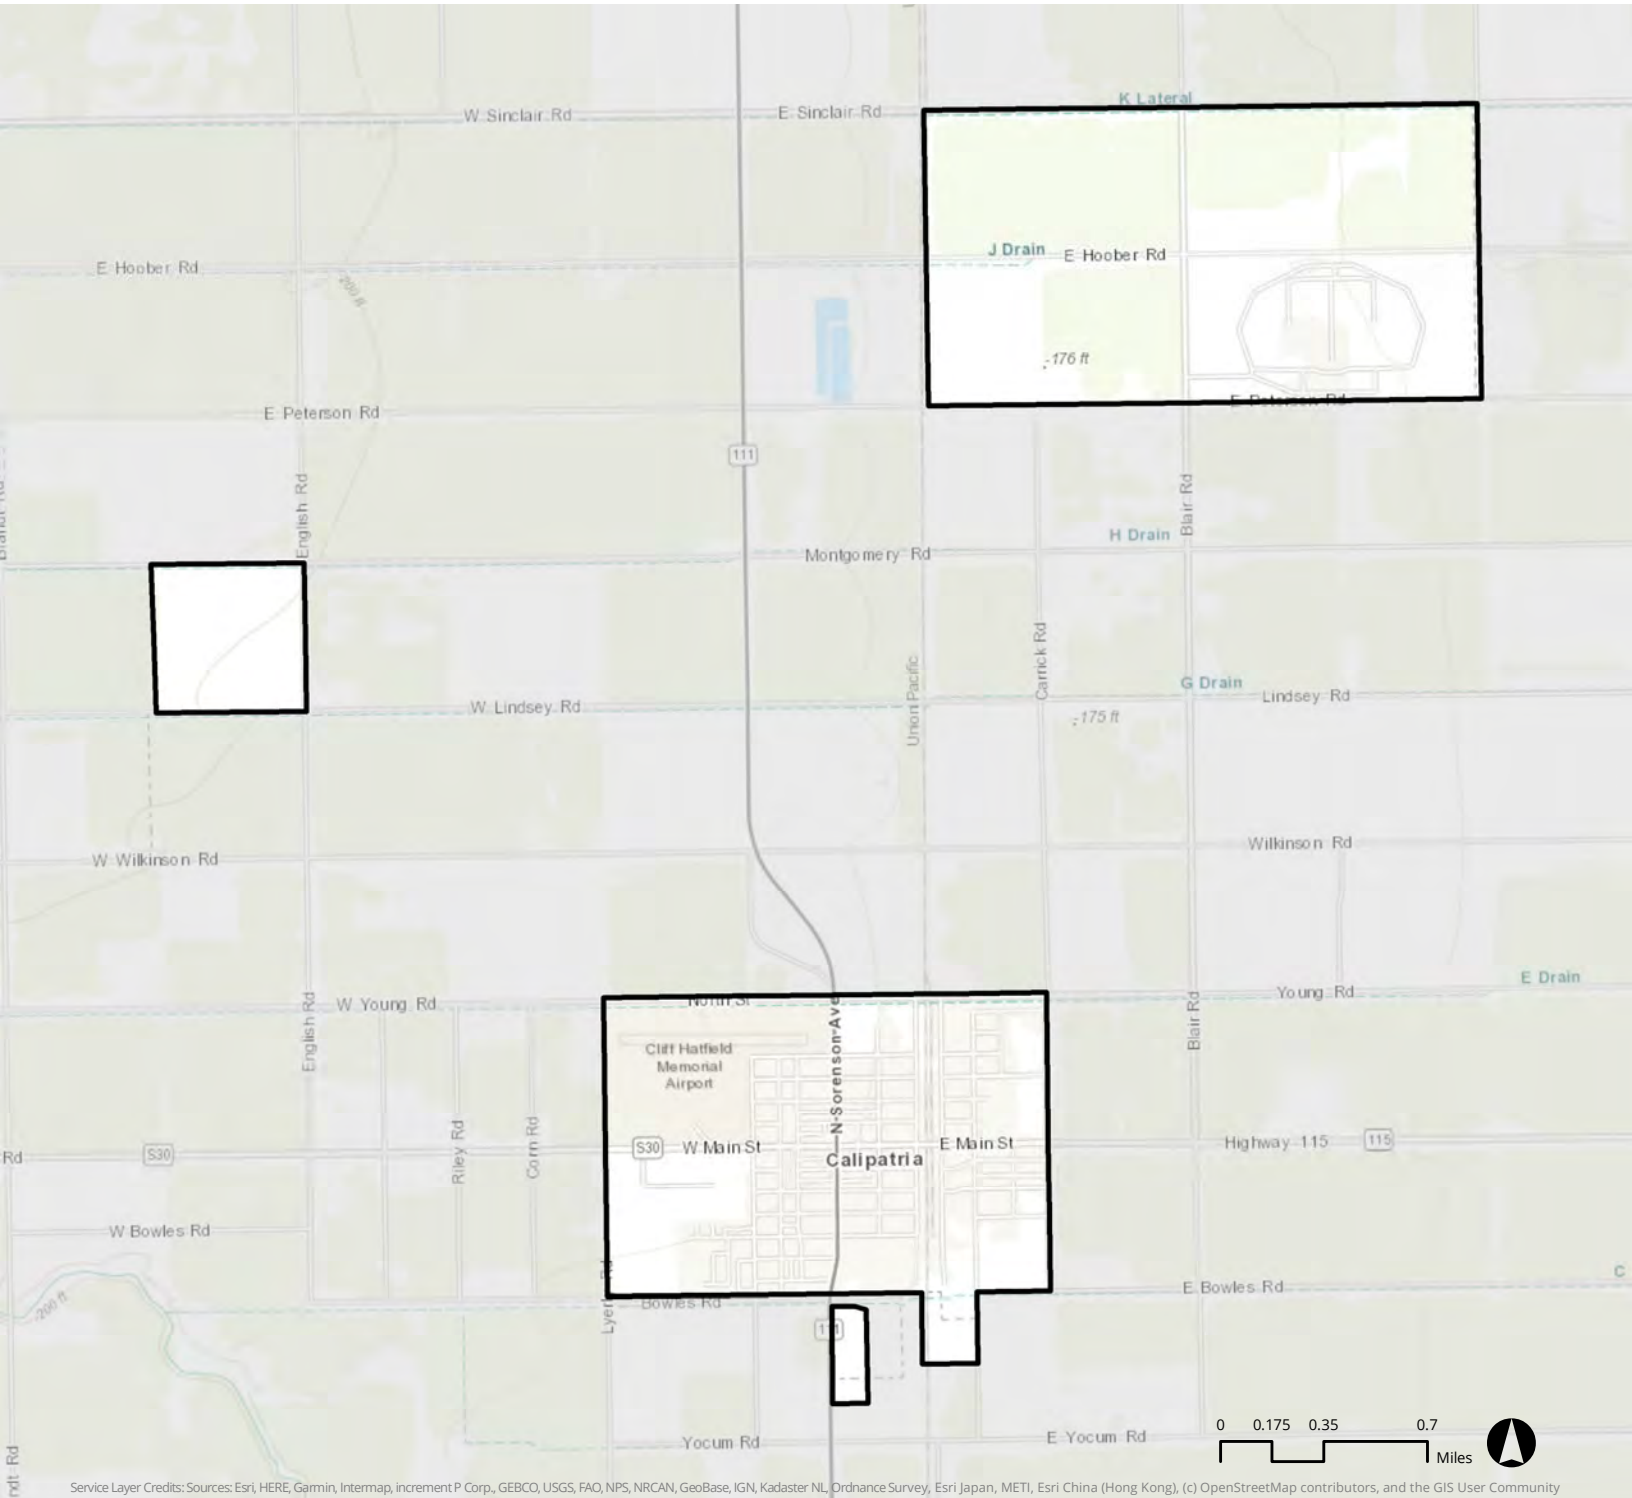 K Lateral
W Sinclair Rd
E Sinclair Rd
J Drain
E Hoober Rd
E Hoober Rd
-200 ft
-176 ft
E Peterson Rd
E Peterson Rd
111
English Rd
Blair Rd
H Drain
Montgomery Rd
Carrick Rd
Union Pacific
G Drain
Lindsey Rd
W Lindsey Rd
-175 ft
Wilkinson Rd
W Wilkinson Rd
E Drain
Young Rd
W Young Rd
North St
English Rd
Blair Rd
N Sorenson Ave
Cliff Hatfield
Memorial
Airport
Riley Rd
Corn Rd
S30
W Main St
E Main St
Highway 115
115
Rd
S30
Calipatria
W Bowles Rd
E Bowles Rd
C
-200 ft
Bowles Rd
111
Yocum Rd
E Yocum Rd
0 0.175 0.35 0.7
Miles
Service Layer Credits: Sources: Esri, HERE, Garmin, Intermap, increment P Corp., GEBCO, USGS, FAO, NPS, NRCAN, GeoBase, IGN, Kadaster NL, Ordnance Survey, Esri Japan, METI, Esri China (Hong Kong), (c) OpenStreetMap contributors, and the GIS User Community